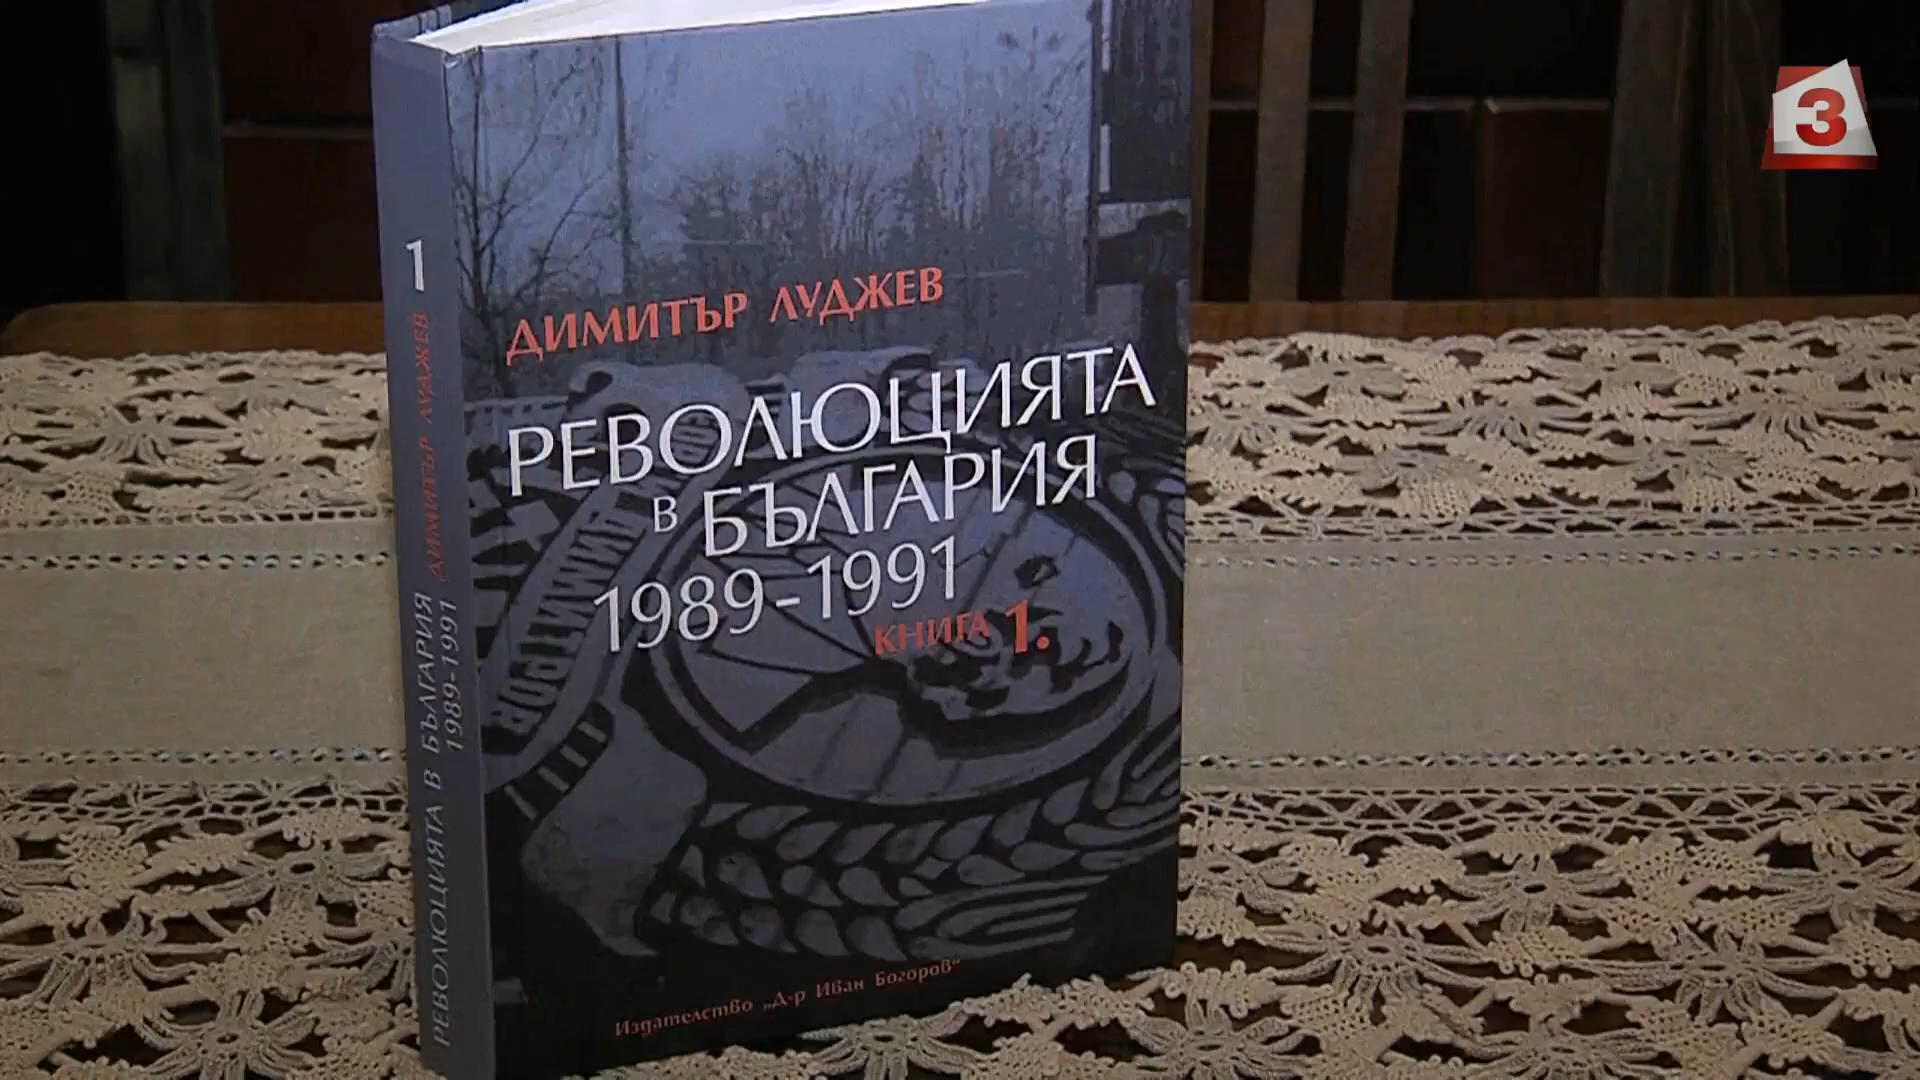 ДИМИТЪР ЛУДЖЕВ
РЕВОЛЮЦИЯТА
В БЪЛГАРИЯ
1989-1991
КНИГА 1.
Издателство „Д-р Иван Богоров“
ДИМИТРОВ
1
ДИМИТЪР ЛУДЖЕВ
РЕВОЛЮЦИЯТА В БЪЛГАРИЯ
1989-1991
3